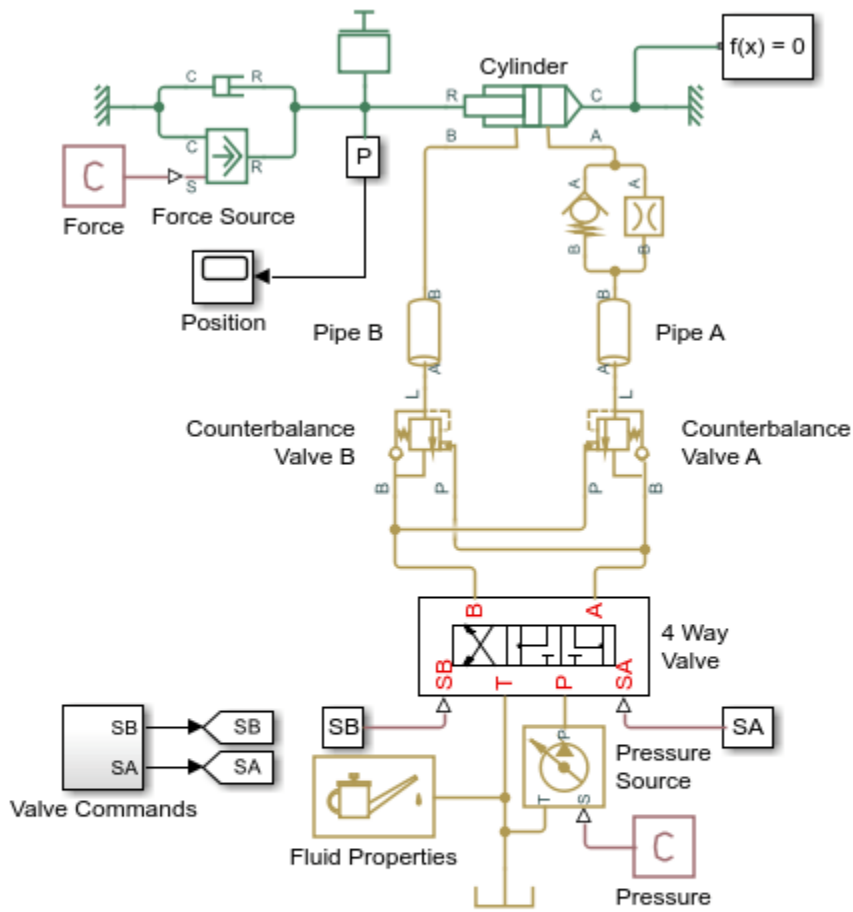 P
f(x) = 0
Cylinder
C
R
R
C
B
A
C
R
P
C
S
A
A
Force
Force Source
B
B
Position
B
B
Pipe B
Pipe A
A
A
L
L
Counterbalance
Valve B
Counterbalance
Valve A
B
P
P
B
B
A
4 Way
Valve
SB
T
P
SA
SB
SB
SA
SA
SB
SA
P
Pressure
Source
T
S
Valve Commands
Fluid Properties
C
Pressure